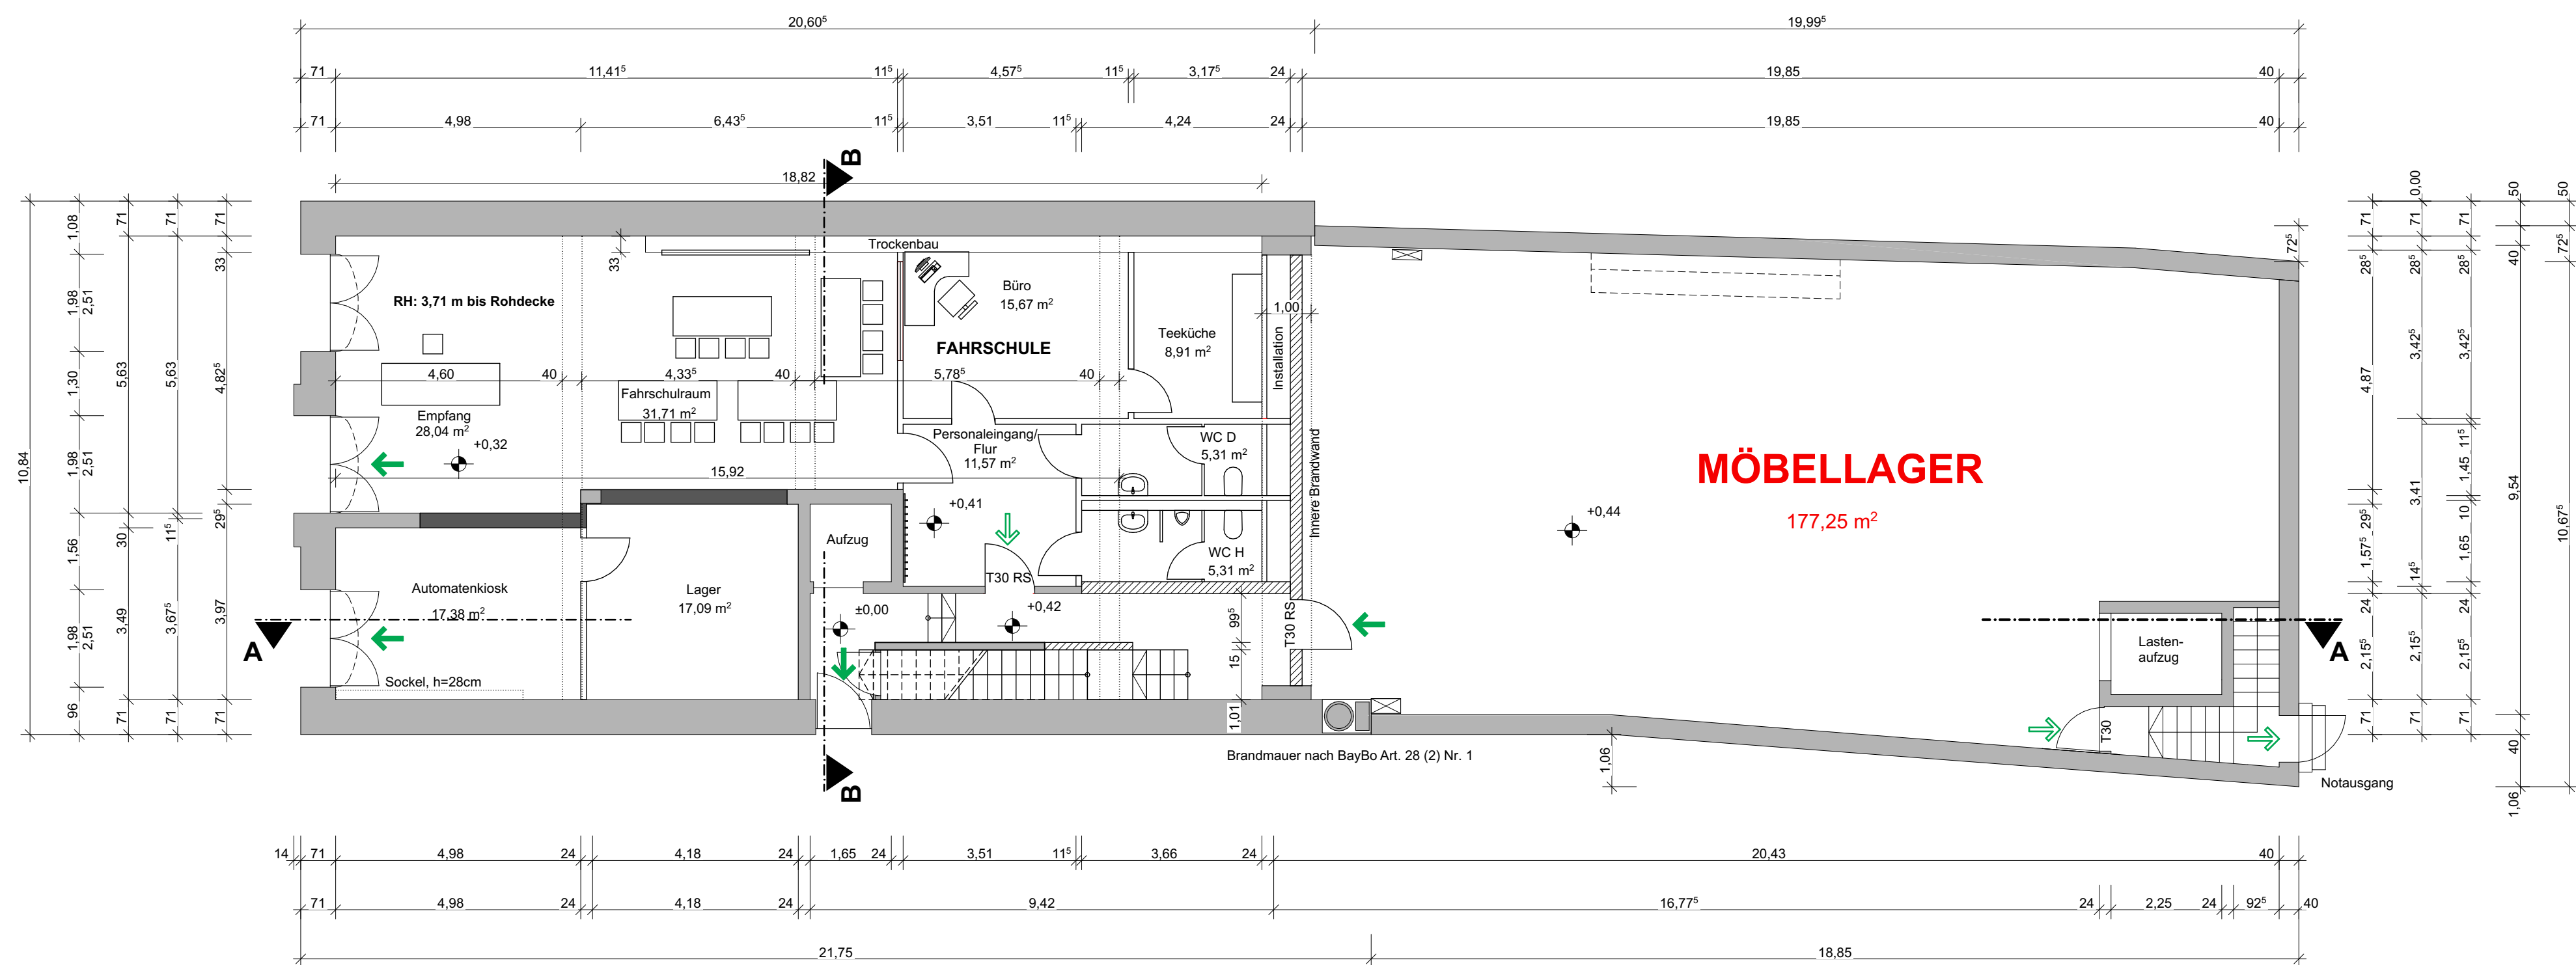 20,60⁵ 19,99⁵
71 11,41⁵ 11⁵ 4,57⁵ 11⁵ 3,17⁵ 24 19,85 40
71 4,98 6,43⁵ 11⁵ 3,51 11⁵ 4,24 24 19,85 40
B
18,82
10,84
1,08 1,98 2,51 1,30 1,98 2,51 1,56 1,98 2,51 96
71 5,63 30 3,49 71
71 5,63 11⁵ 3,67⁵ 71
71 33 4,82⁵ 29⁵ 3,97 71
33
Trockenbau
RH: 3,71 m bis Rohdecke
Büro
15,67 m²
FAHRSCHULE
Teeküche
8,91 m²
1,00
Installation
Innere Brandwand
4,60 40 4,33⁵ 40 5,78⁵ 40
Empfang
28,04 m²
+0,32
Fahrschulraum
31,71 m²
Personaleingang/
Flur
11,57 m²
15,92
+0,41
WC D
5,31 m²
WC H
5,31 m²
MÖBELLAGER
177,25 m²
+0,44
Automatenkiosk
17,38 m²
Lager
17,09 m²
Aufzug
T30 RS
±0,00
+0,42
99⁵
15
1,01
T30 RS
Sockel, h=28cm
A
Lasten-
aufzug
A
T30
Notausgang
Brandmauer nach BayBo Art. 28 (2) Nr. 1
1,06
B
72⁵
71 28⁵ 4,87 29⁵ 1,57⁵ 24 2,15⁵ 71
0,00 71 28⁵ 3,42⁵ 3,41 14⁵ 2,15⁵ 71
71 28⁵ 3,42⁵ 11⁵ 1,45 10 1,65 24 2,15⁵ 71
50 40 9,54 40 1,06
50 72⁵ 10,67⁵
14 71 4,98 24 4,18 24 1,65 24 3,51 11⁵ 3,66 24 20,43 40
71 4,98 24 4,18 24 9,42 16,77⁵ 24 2,25 24 92⁵ 40
21,75 18,85